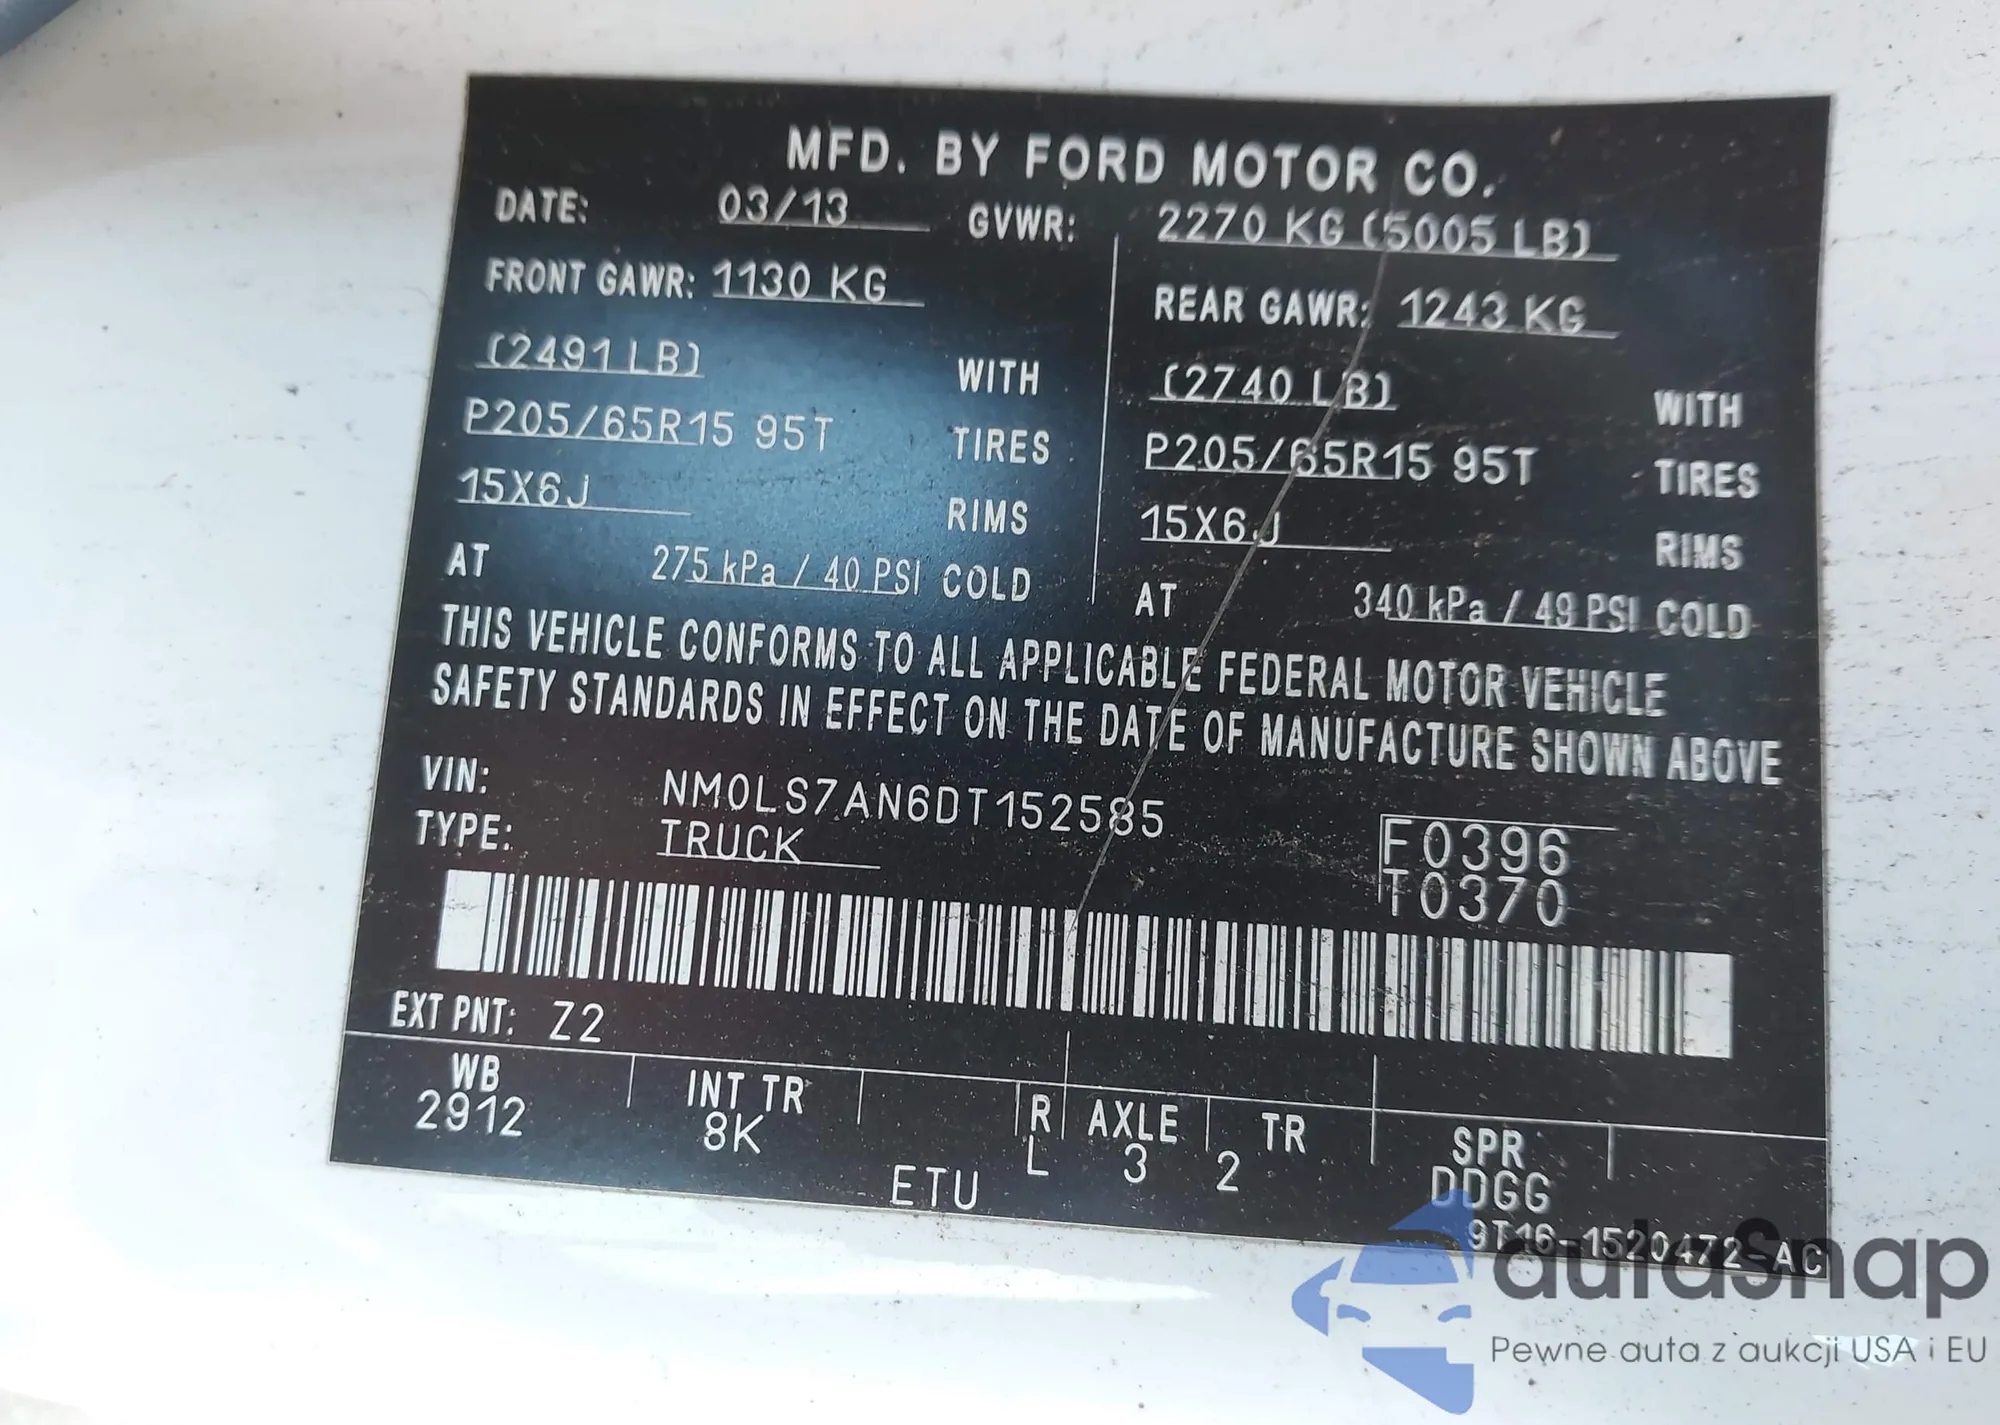 MFD. BY FORD MOTOR CO.
DATE: 03/13 GVWR: 2270 KG (5005 LB)
FRONT GAWR: 1130 KG REAR GAWR: 1243 KG
(2491 LB) WITH (2740 LB) WITH
P205/65R15 95T TIRES P205/65R15 95T TIRES
15X6J RIMS 15X6J RIMS
AT 275 kPa / 40 PSI COLD AT 340 kPa / 49 PSI COLD
THIS VEHICLE CONFORMS TO ALL APPLICABLE FEDERAL MOTOR VEHICLE
SAFETY STANDARDS IN EFFECT ON THE DATE OF MANUFACTURE SHOWN ABOVE
VIN: NM0LS7AN6DT152585
TYPE: TRUCK
F0396
T0370
EXT PNT: Z2
WB INT TR R AXLE TR SPR
2912 8K L 3 2 DDGG
ETU
9T16-1520472-AC
autaSnap
Pewne auta z aukcji USA i EU